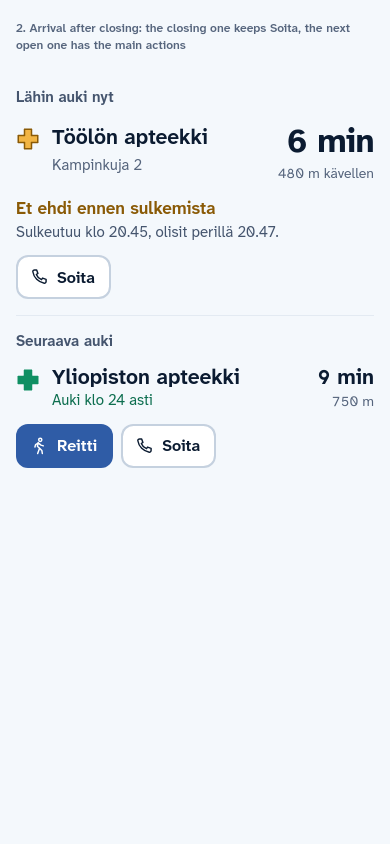 2. Arrival after closing: the closing one keeps Soita, the next
open one has the main actions
Lähin auki nyt
Töölön apteekki
6 min
Kampinkuja 2
480 m kävellen
Et ehdi ennen sulkemista
Sulkeutuu klo 20.45, olisit perillä 20.47.
Soita
Seuraava auki
Yliopiston apteekki
9 min
Auki klo 24 asti
750 m
Reitti
Soita